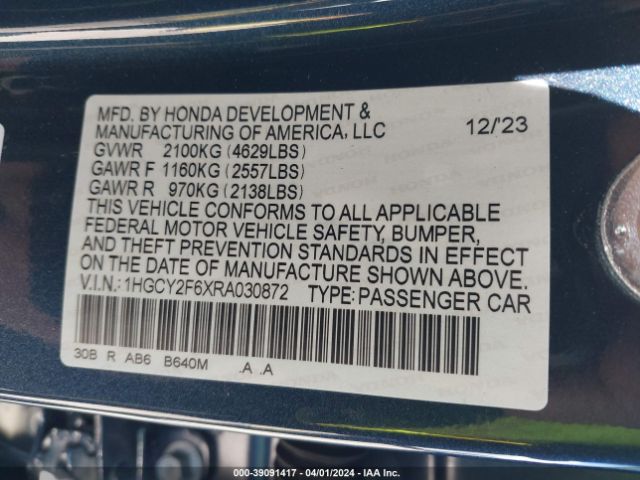 MFD. BY HONDA DEVELOPMENT &
MANUFACTURING OF AMERICA, LLC 12/'23
GVWR 2100KG (4629LBS)
GAWR F 1160KG (2557LBS)
GAWR R 970KG (2138LBS)
THIS VEHICLE CONFORMS TO ALL APPLICABLE
FEDERAL MOTOR VEHICLE SAFETY, BUMPER,
AND THEFT PREVENTION STANDARDS IN EFFECT
ON THE DATE OF MANUFACTURE SHOWN ABOVE.
V.I.N.: 1HGCY2F6XRA030872 TYPE: PASSENGER CAR
30B R AB6 B640M .A .A
000-39091417 - 04/01/2024 - IAA Inc.